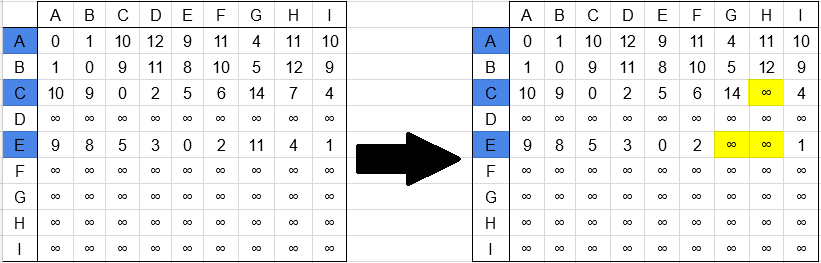 A B C D E F G H I A B C D E F G H I
A 0 1 10 12 9 11 4 11 10 A 0 1 10 12 9 11 4 11 10
B 1 0 9 11 8 10 5 12 9 B 1 0 9 11 8 10 5 12 9
C 10 9 0 2 5 6 14 7 4 C 10 9 0 2 5 6 14 ∞ 4
D ∞ ∞ ∞ ∞ ∞ ∞ ∞ ∞ ∞ D ∞ ∞ ∞ ∞ ∞ ∞ ∞ ∞ ∞
E 9 8 5 3 0 2 11 4 1 E 9 8 5 3 0 2 ∞ ∞ 1
F ∞ ∞ ∞ ∞ ∞ ∞ ∞ ∞ ∞ F ∞ ∞ ∞ ∞ ∞ ∞ ∞ ∞ ∞
G ∞ ∞ ∞ ∞ ∞ ∞ ∞ ∞ ∞ G ∞ ∞ ∞ ∞ ∞ ∞ ∞ ∞ ∞
H ∞ ∞ ∞ ∞ ∞ ∞ ∞ ∞ ∞ H ∞ ∞ ∞ ∞ ∞ ∞ ∞ ∞ ∞
I ∞ ∞ ∞ ∞ ∞ ∞ ∞ ∞ ∞ I ∞ ∞ ∞ ∞ ∞ ∞ ∞ ∞ ∞